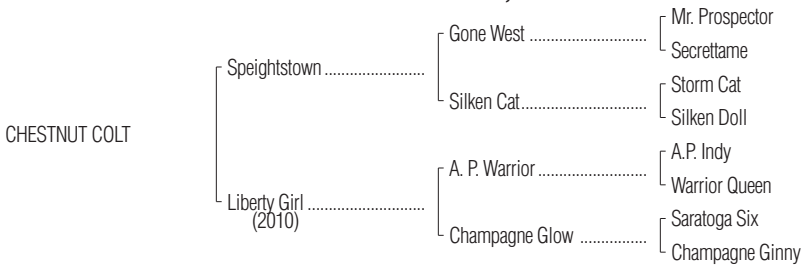 Mr. Prospector
Gone West ............................
Secrettame
Speightstown ........................
Storm Cat
Silken Cat..............................
Silken Doll
CHESTNUT COLT
A.P. Indy
A. P. Warrior ..........................
Warrior Queen
Liberty Girl ............................
(2010)
Saratoga Six
Champagne Glow ................
Champagne Ginny